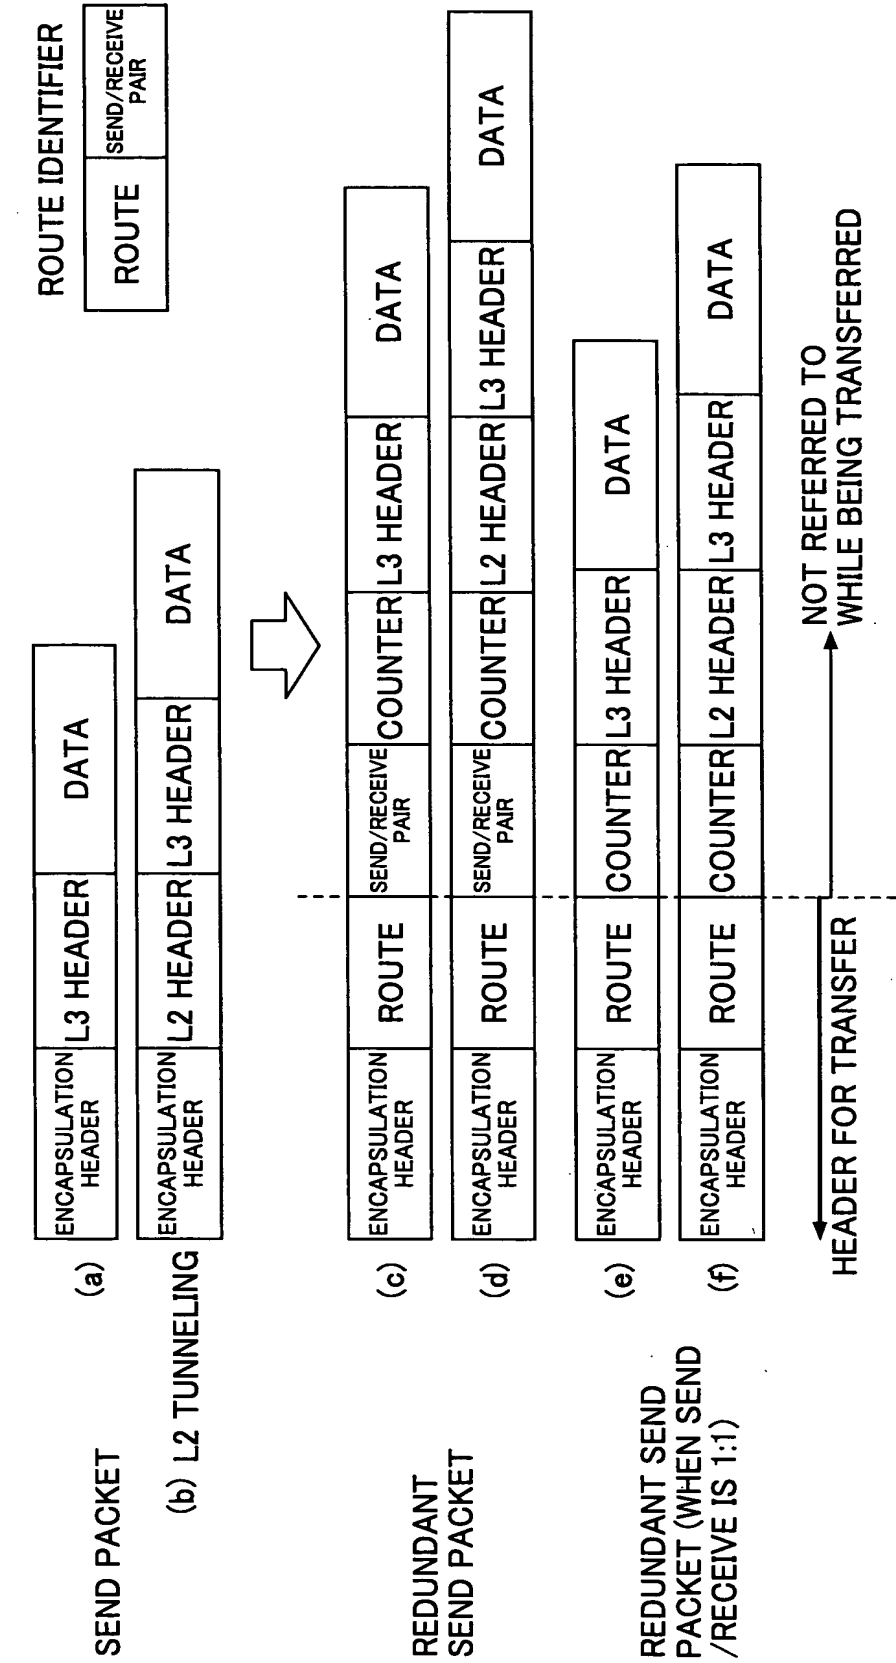 ROUTE IDENTIFIER
ROUTE
SEND/RECEIVE
PAIR
SEND PACKET
(a)
ENCAPSULATION
HEADER
L3 HEADER
DATA
(b) L2 TUNNELING
ENCAPSULATION
HEADER
L2 HEADER
L3 HEADER
DATA
REDUNDANT
SEND PACKET
(c)
ENCAPSULATION
HEADER
ROUTE
SEND/RECEIVE
PAIR
COUNTER
L3 HEADER
DATA
(d)
ENCAPSULATION
HEADER
ROUTE
SEND/RECEIVE
PAIR
COUNTER
L2 HEADER
L3 HEADER
DATA
REDUNDANT SEND
PACKET (WHEN SEND
/RECEIVE IS 1:1)
(e)
ENCAPSULATION
HEADER
ROUTE
COUNTER
L3 HEADER
DATA
(f)
ENCAPSULATION
HEADER
ROUTE
COUNTER
L2 HEADER
L3 HEADER
DATA
HEADER FOR TRANSFER
NOT REFERRED TO
WHILE BEING TRANSFERRED